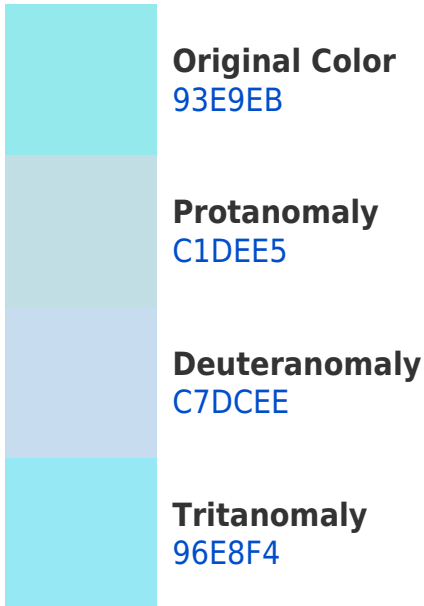 Original Color
93E9EB
Protanomaly
C1DEE5
Deuteranomaly
C7DCEE
Tritanomaly
96E8F4